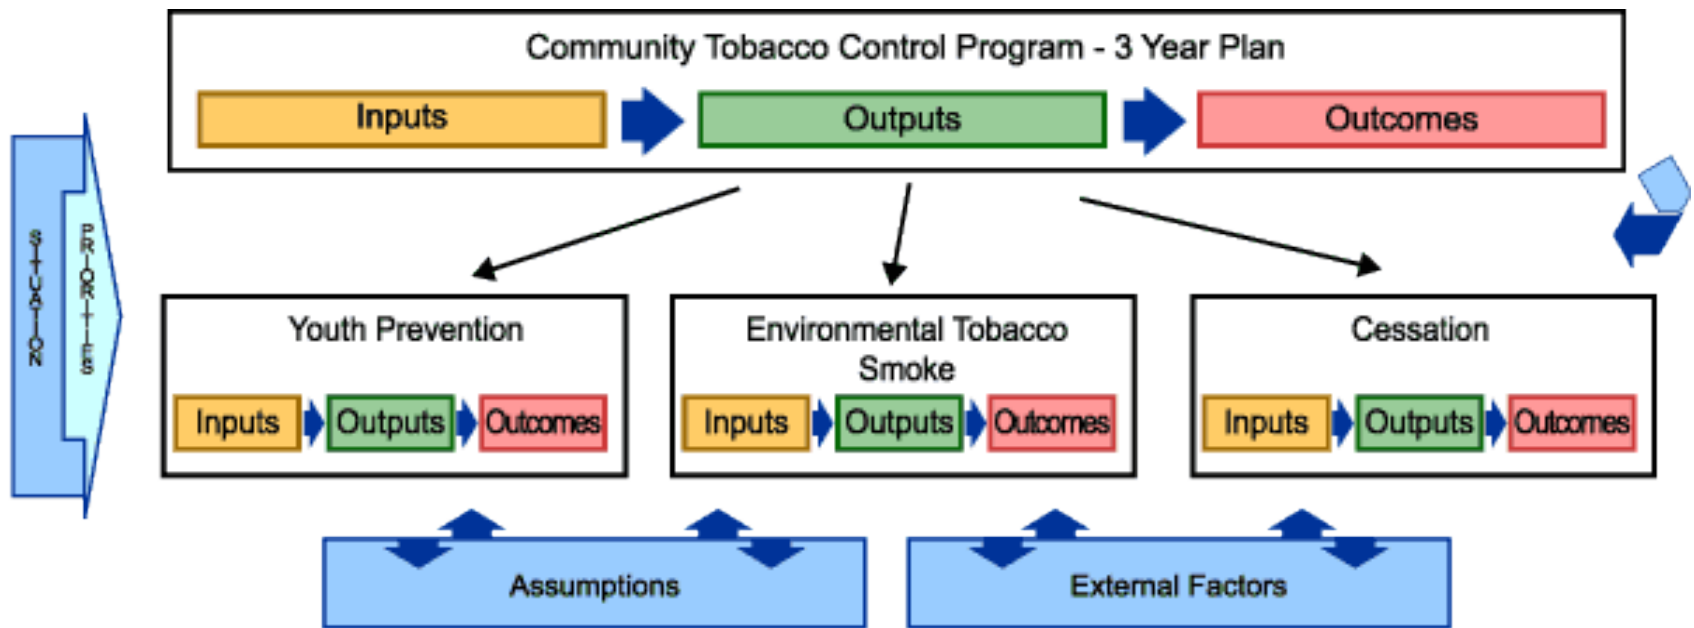 Community Tobacco Control Program - 3 Year Plan
Inputs
Outputs
Outcomes
SITUATION
PRIORITIES
Youth Prevention
Inputs
Outputs
Outcomes
Environmental Tobacco
Smoke
Inputs
Outputs
Outcomes
Cessation
Inputs
Outputs
Outcomes
Assumptions
External Factors